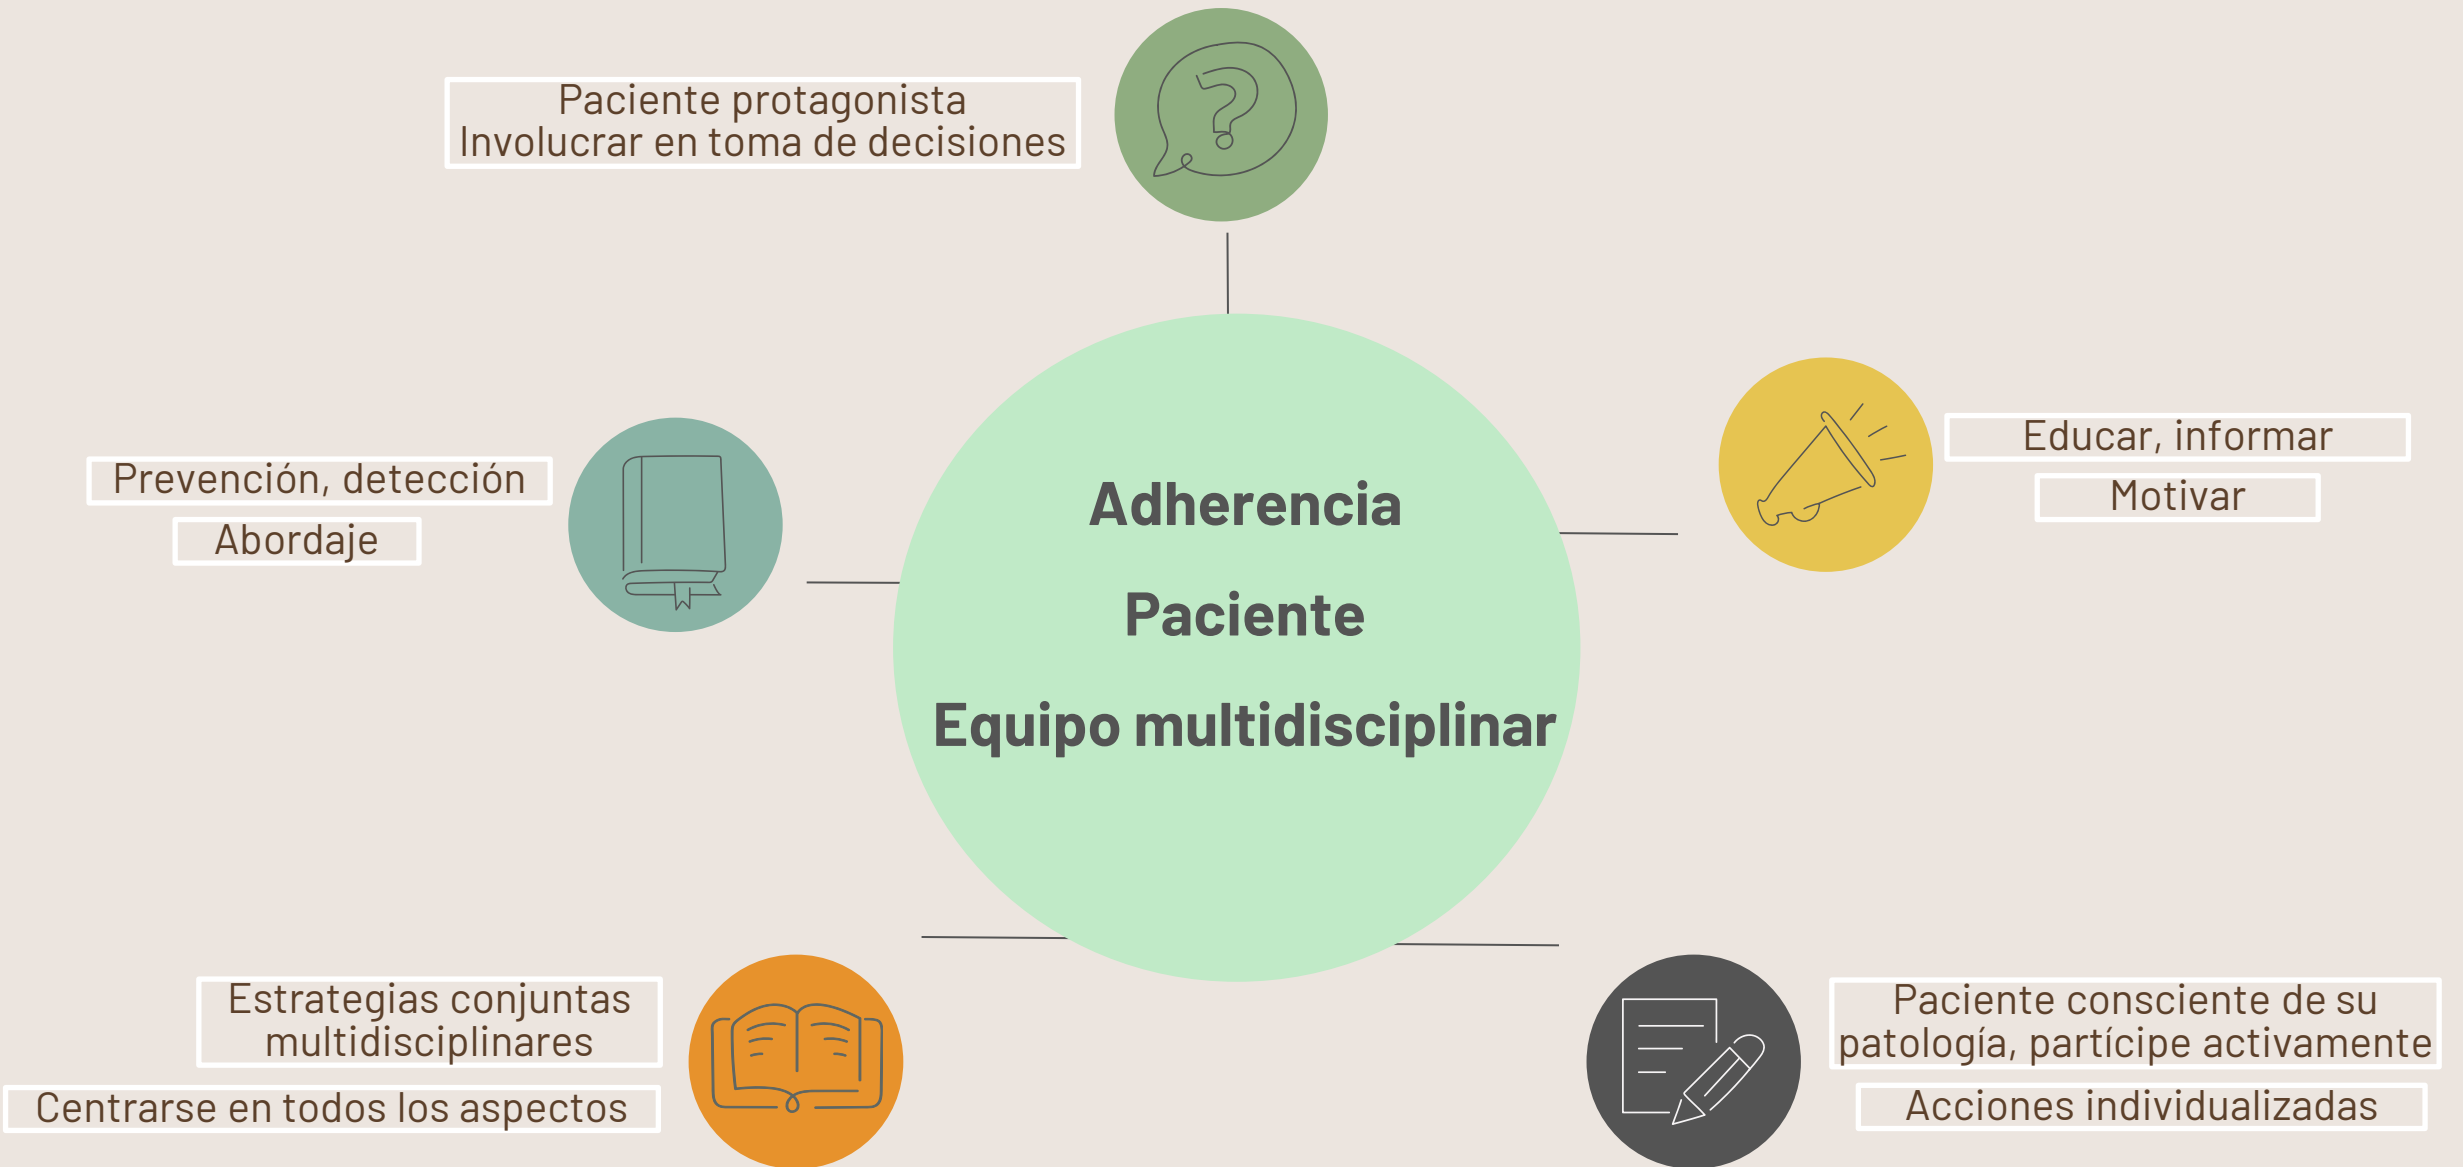 Paciente protagonista
Involucrar en toma de decisiones
Educar, informar
Motivar
Prevención, detección
Abordaje
Adherencia
Paciente
Equipo multidisciplinar
Estrategias conjuntas
multidisciplinares
Centrarse en todos los aspectos
Paciente consciente de su
patología, partícipe activamente
Acciones individualizadas